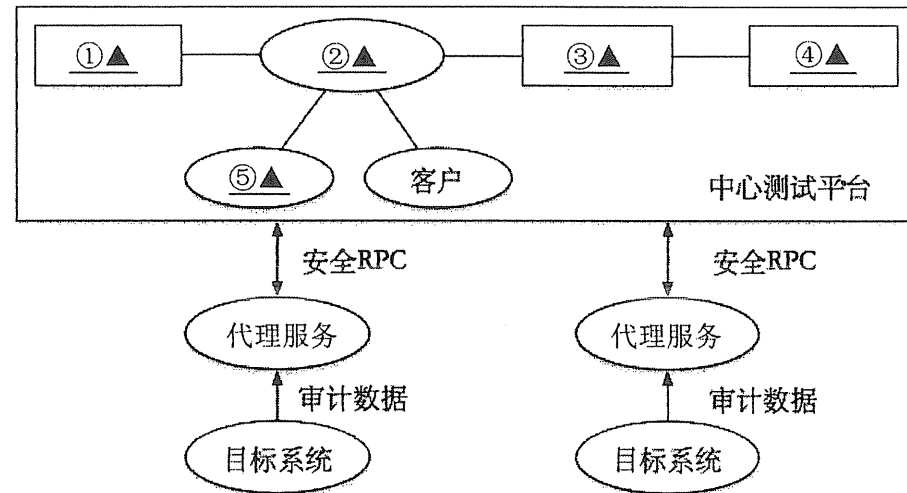 ①▲
②▲
③▲
④▲
⑤▲
客户
中心测试平台
安全RPC
安全RPC
代理服务
代理服务
审计数据
审计数据
目标系统
目标系统